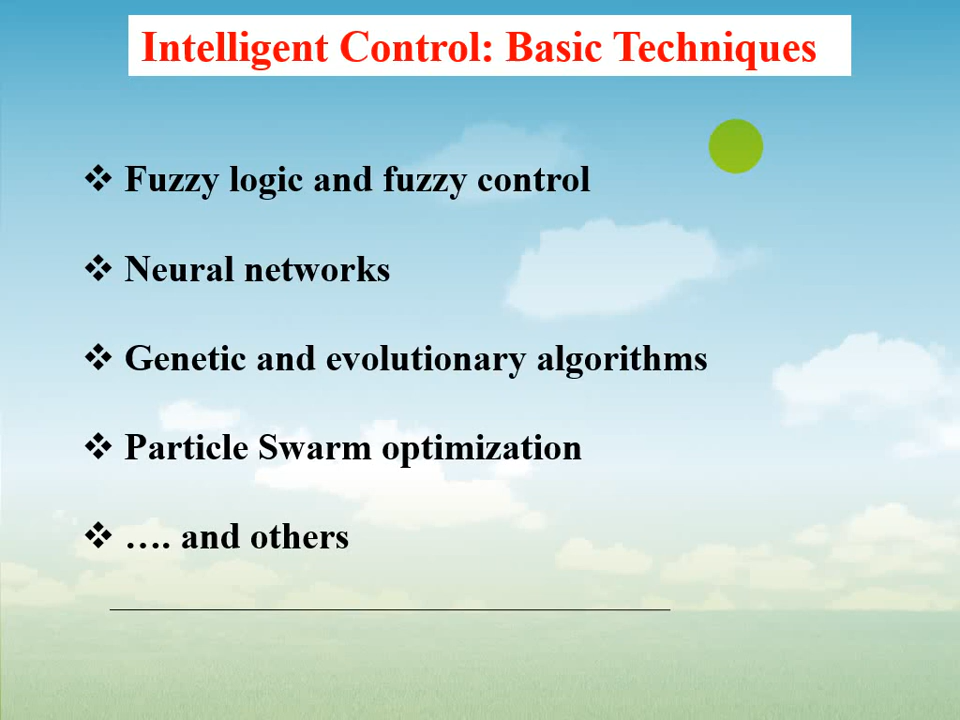 Intelligent Control: Basic Techniques
❖ Fuzzy logic and fuzzy control
❖ Neural networks
❖ Genetic and evolutionary algorithms
❖ Particle Swarm optimization
❖ …. and others